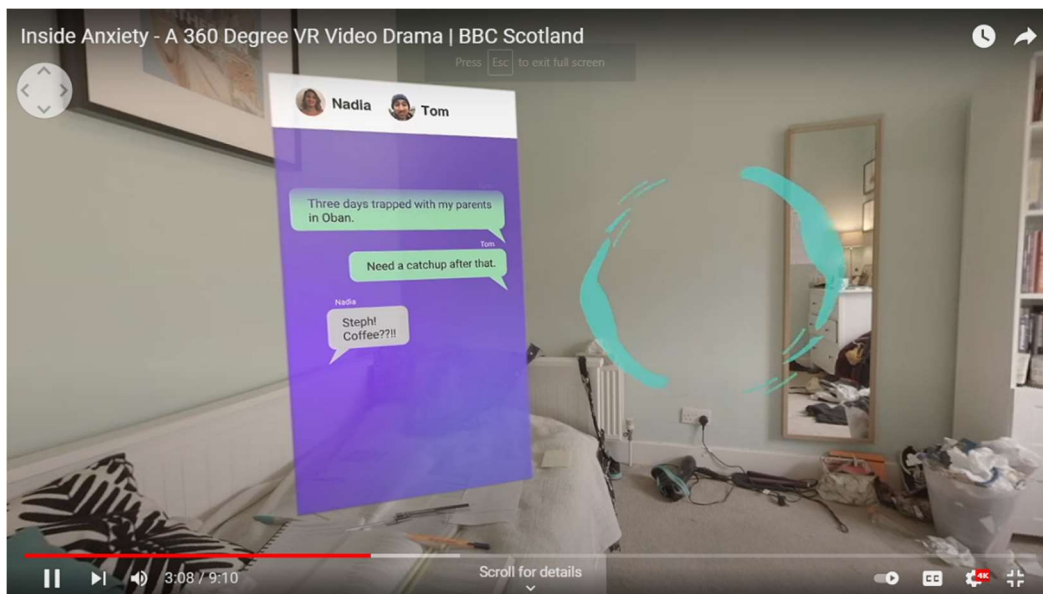 Inside Anxiety - A 360 Degree VR Video Drama | BBC Scotland
Press Esc to exit full screen
Nadia Tom
Three days trapped with my parents
in Oban.
Tom
Need a catchup after that.
Nadia
Steph!
Coffee??!!
3:08 / 9:10
Scroll for details
CC
4K